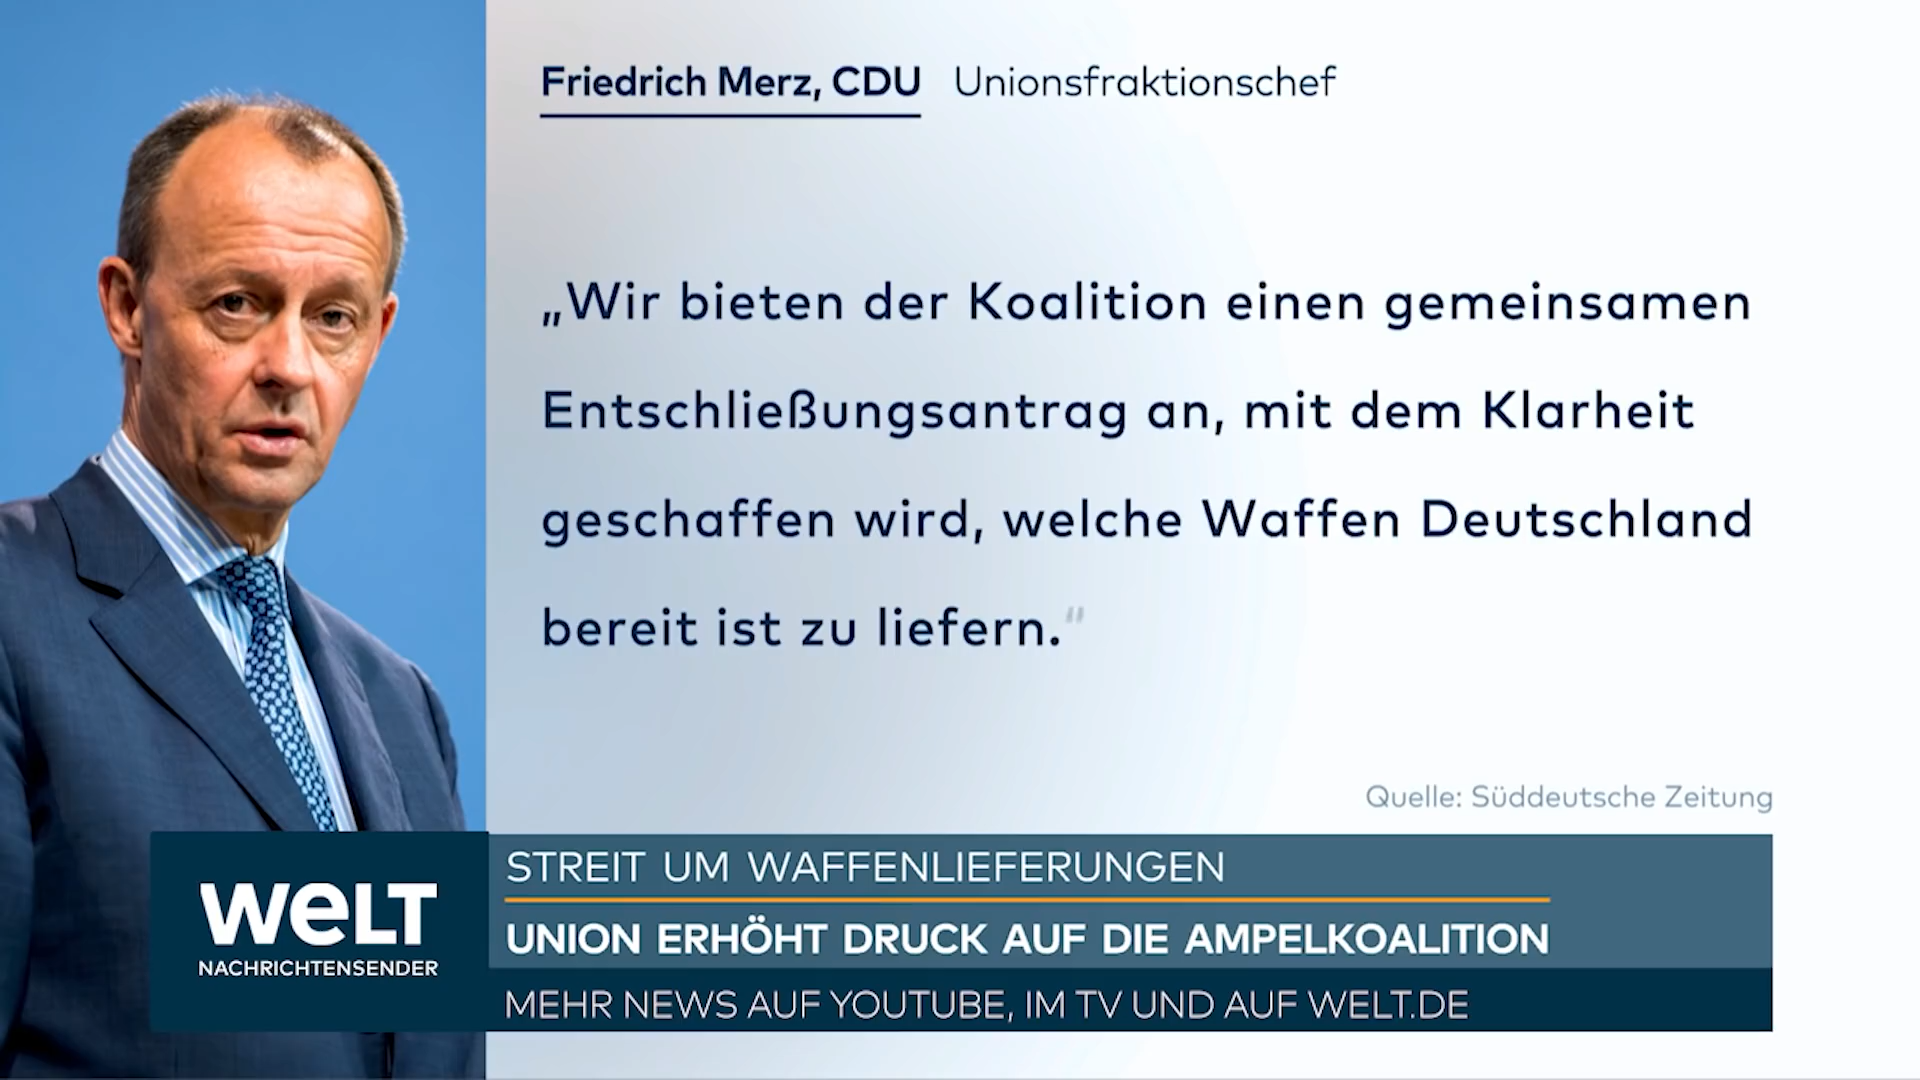 Friedrich Merz, CDU Unionsfraktionschef
„Wir bieten der Koalition einen gemeinsamen
Entschließungsantrag an, mit dem Klarheit
geschaffen wird, welche Waffen Deutschland
bereit ist zu liefern.“
Quelle: Süddeutsche Zeitung
STREIT UM WAFFENLIEFERUNGEN
UNION ERHÖHT DRUCK AUF DIE AMPELKOALITION
MEHR NEWS AUF YOUTUBE, IM TV UND AUF WELT.DE
WELT
NACHRICHTENSENDER